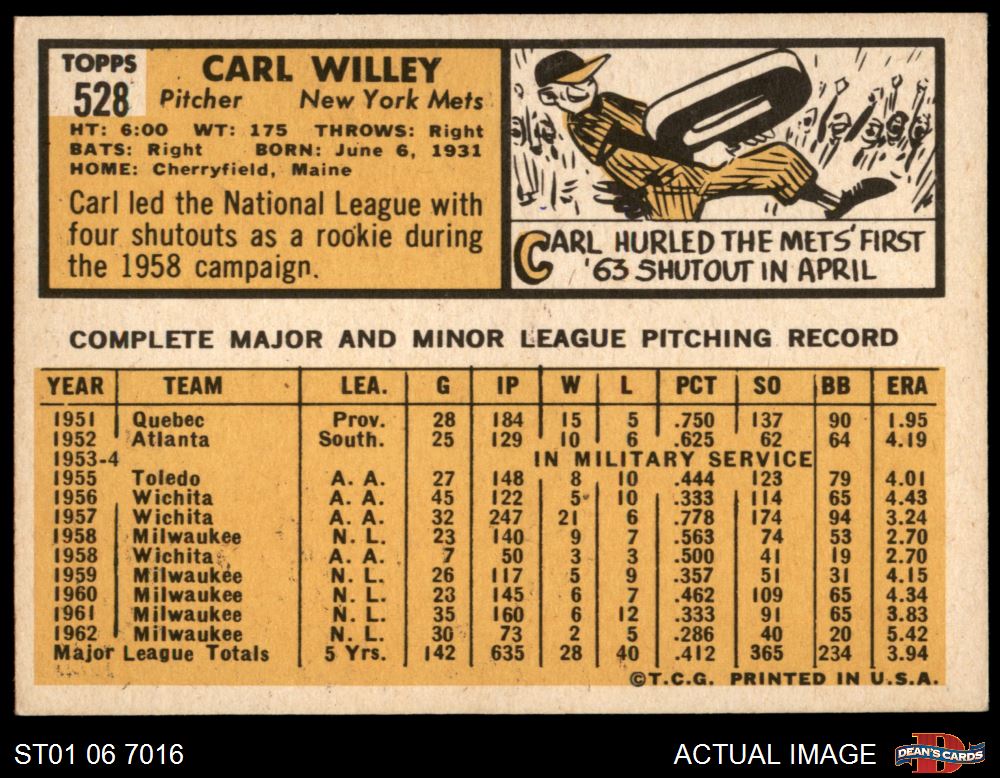 TOPPS
528
CARL WILLEY
Pitcher New York Mets
HT: 6:00 WT: 175 THROWS: Right
BATS: Right BORN: June 6, 1931
HOME: Cherryfield, Maine
Carl led the National League with
four shutouts as a rookie during
the 1958 campaign.
0
CARL HURLED THE METS' FIRST
'63 SHUTOUT IN APRIL
COMPLETE MAJOR AND MINOR LEAGUE PITCHING RECORD
YEAR TEAM LEA. G IP W L PCT SO BB ERA
1951 Quebec Prov. 28 184 15 5 .750 137 90 1.95
1952 Atlanta South. 25 129 10 6 .625 62 64 4.19
1953-4 IN MILITARY SERVICE
1955 Toledo A. A. 27 148 8 10 .444 123 79 4.01
1956 Wichita A. A. 45 122 5 10 .333 114 65 4.43
1957 Wichita A. A. 32 247 21 6 .778 174 94 3.24
1958 Milwaukee N. L. 23 140 9 7 .563 74 53 2.70
1958 Wichita A. A. 7 50 3 3 .500 41 19 2.70
1959 Milwaukee N. L. 26 117 5 9 .357 51 31 4.15
1960 Milwaukee N. L. 23 145 6 7 .462 109 65 4.34
1961 Milwaukee N. L. 35 160 6 12 .333 91 65 3.83
1962 Milwaukee N. L. 30 73 2 5 .286 40 20 5.42
Major League Totals 5 Yrs. 142 635 28 40 .412 365 234 3.94
©T.C.G. PRINTED IN U.S.A.
ST01 06 7016
ACTUAL IMAGE
DEAN'S CARDS